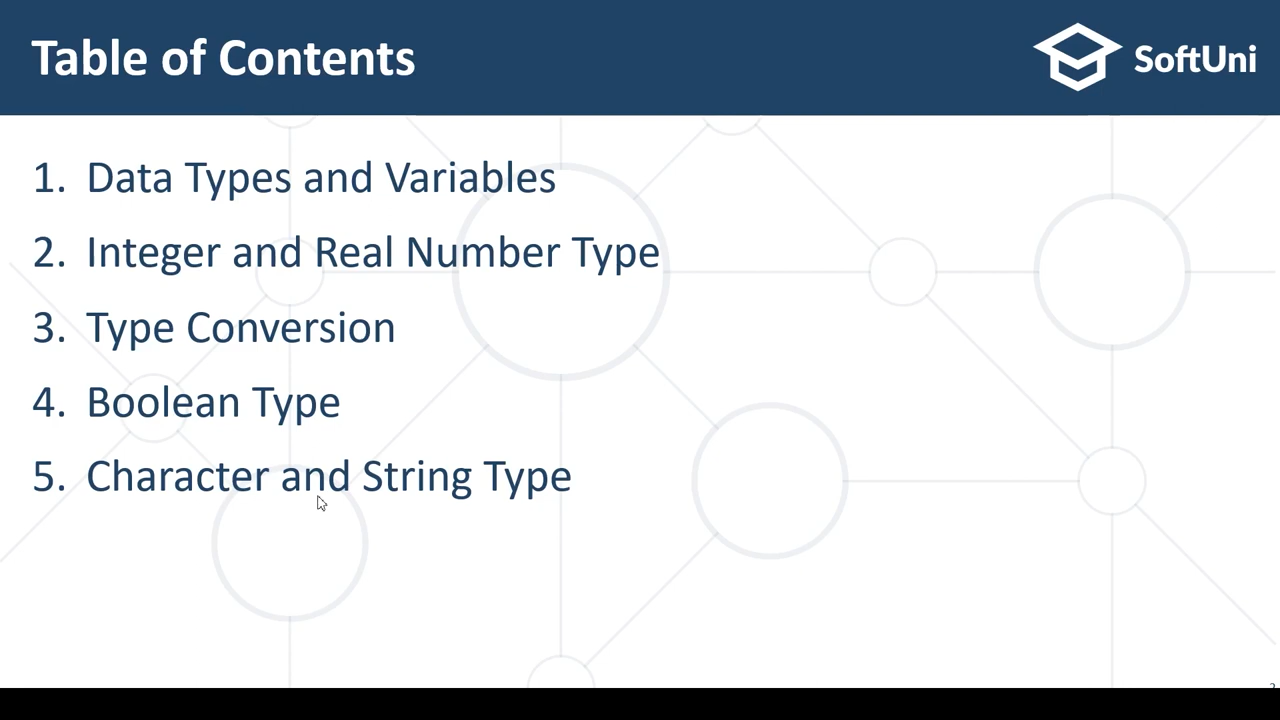 Table of Contents
SoftUni
1. Data Types and Variables
2. Integer and Real Number Type
3. Type Conversion
4. Boolean Type
5. Character and String Type